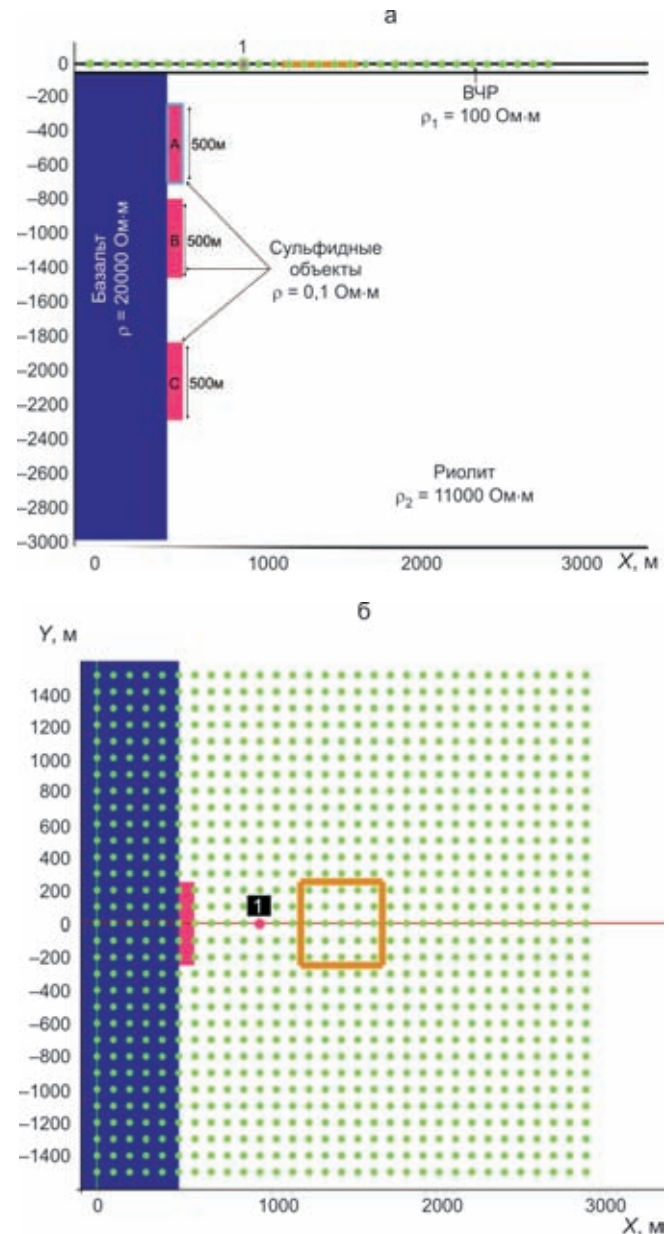 а
1
0
–200
–400
–600
–800
–1000
–1200
–1400
–1600
–1800
–2000
–2200
–2400
–2600
–2800
–3000
ВЧР
ρ1 = 100 Ом·м
A
500м
B
500м
C
500м
Базальт
ρ = 20000 Ом·м
Сульфидные
объекты
ρ = 0,1 Ом·м
Риолит
ρ2 = 11000 Ом·м
0 1000 2000 3000 X, м
б
Y, м
1400
1200
1000
800
600
400
200
0
–200
–400
–600
–800
–1000
–1200
–1400
1
0 1000 2000 3000
X, м